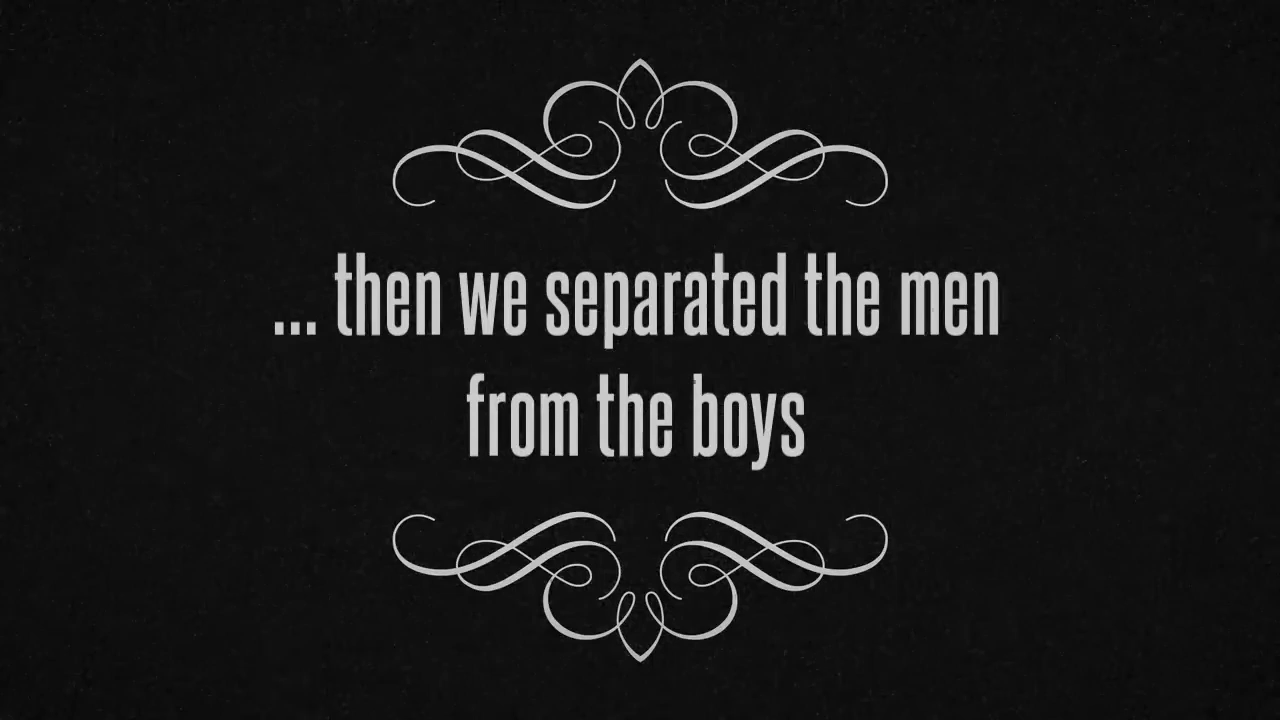 ... then we separated the men
from the boys